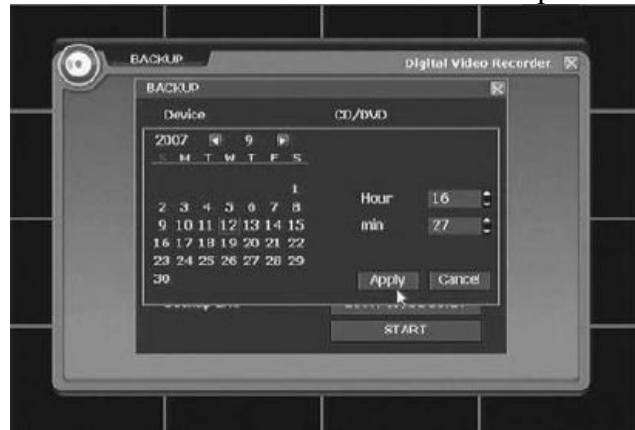 BACKUP
Digital Video Recorder
BACKUP
Device CD/DVD
2007 9
S M T W T F S
1
2 3 4 5 6 7 8
9 10 11 12 13 14 15
16 17 18 19 20 21 22
23 24 25 26 27 28 29
30
Hour 16
min 27
Apply Cancel
START